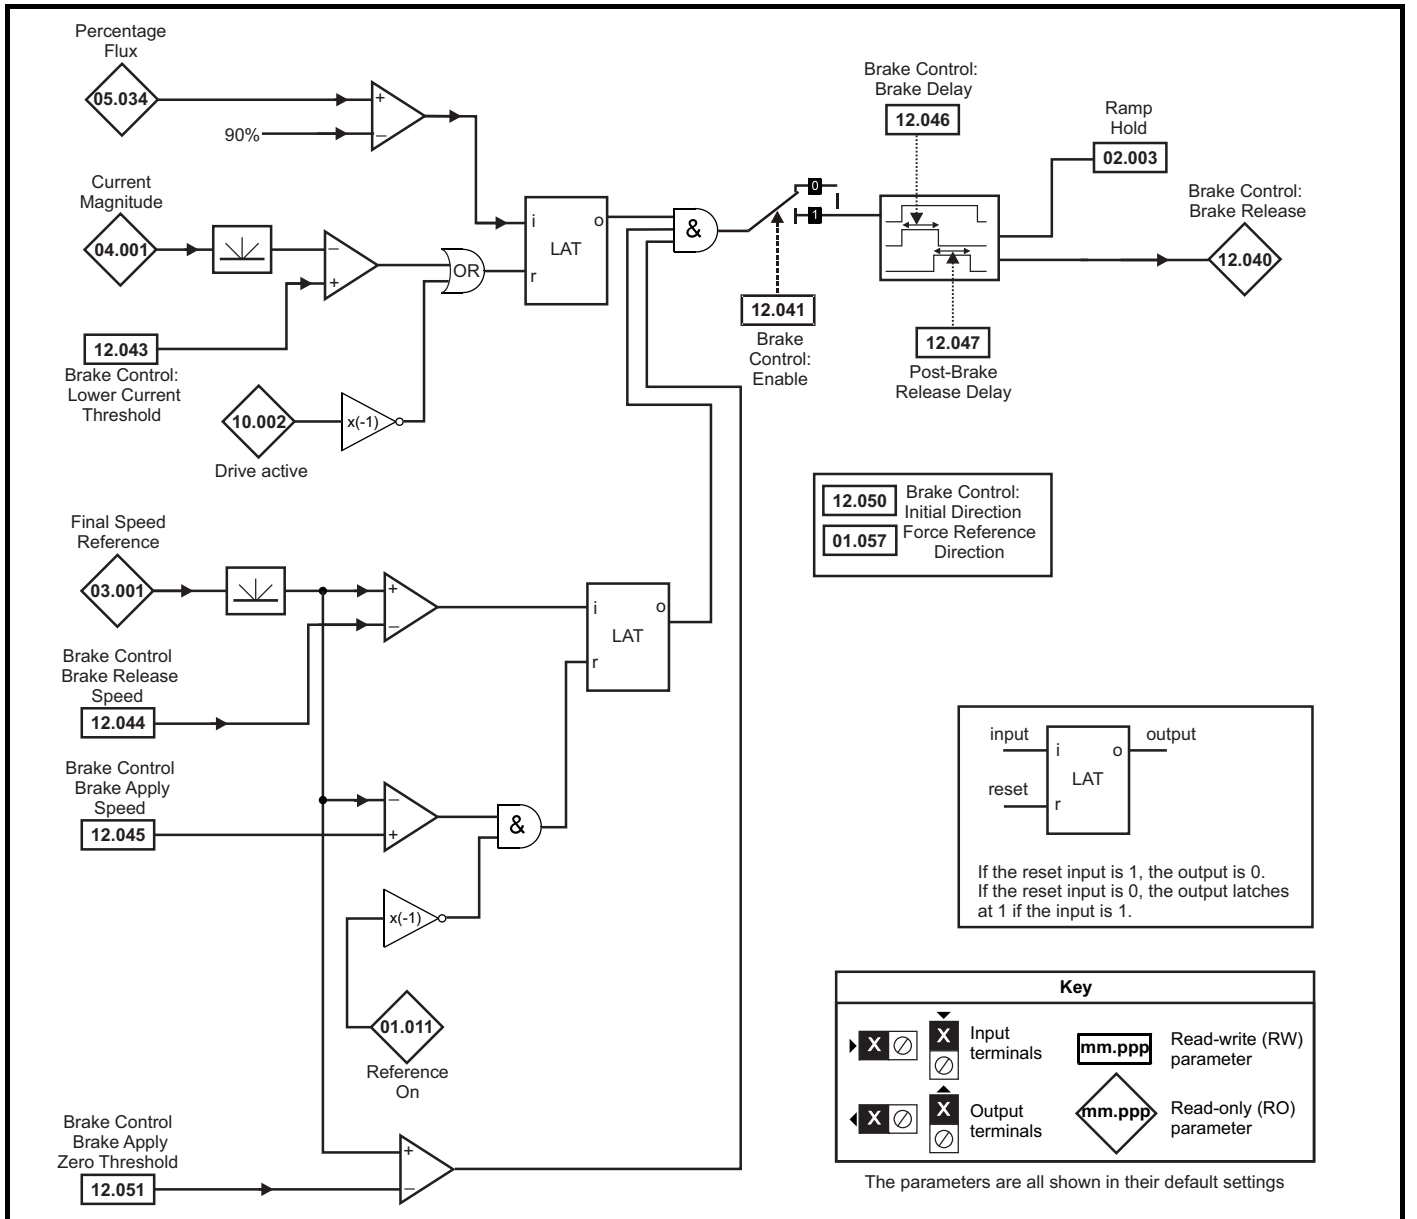 Percentage
Flux
05.034
+
90%
–
Current
Magnitude
04.001
–
+
12.043
Brake Control:
Lower Current
Threshold
10.002
x(-1)
Drive active
OR
i
o
LAT
r
&
0
1
12.041
Brake
Control:
Enable
Brake Control:
Brake Delay
12.046
Ramp
Hold
02.003
Brake Control:
Brake Release
12.040
12.047
Post-Brake
Release Delay
12.050
Brake Control:
Initial Direction
01.057
Force Reference
Direction
Final Speed
Reference
03.001
+
–
Brake Control
Brake Release
Speed
12.044
i
o
LAT
r
Brake Control
Brake Apply
Speed
12.045
–
+
&
x(-1)
01.011
Reference
On
Brake Control
Brake Apply
Zero Threshold
12.051
+
–
input
i
o
output
LAT
reset
r
If the reset input is 1, the output is 0.
If the reset input is 0, the output latches
at 1 if the input is 1.
Key
X
X
Input
terminals
mm.ppp
Read-write (RW)
parameter
X
X
Output
terminals
mm.ppp
Read-only (RO)
parameter
The parameters are all shown in their default settings